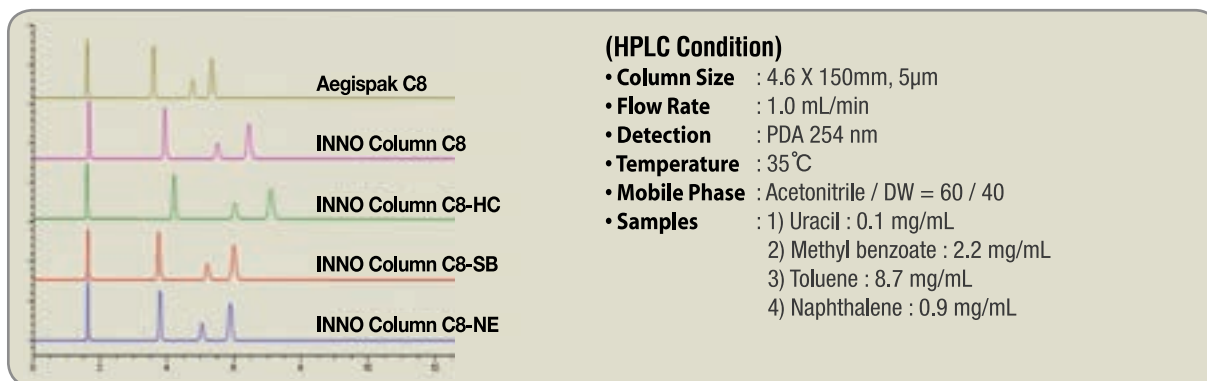 Aegispak C8
INNO Column C8
INNO Column C8-HC
INNO Column C8-SB
INNO Column C8-NE
(HPLC Condition)
• Column Size : 4.6 X 150mm, 5µm
• Flow Rate : 1.0 mL/min
• Detection : PDA 254 nm
• Temperature : 35℃
• Mobile Phase : Acetonitrile / DW = 60 / 40
• Samples : 1) Uracil : 0.1 mg/mL
2) Methyl benzoate : 2.2 mg/mL
3) Toluene : 8.7 mg/mL
4) Naphthalene : 0.9 mg/mL